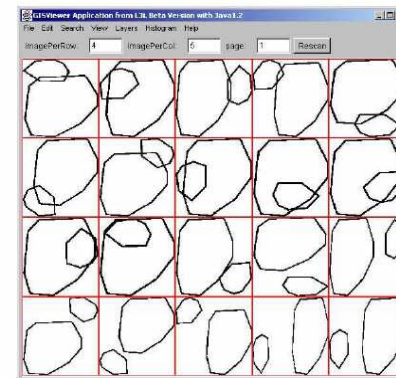 GISViewer Application from L3L Beta Version with Java1.2
File Edit Search View Layers Histogram Help
ImagePerRow: 4 ImagePerCol: 5 page: 1 Rescan